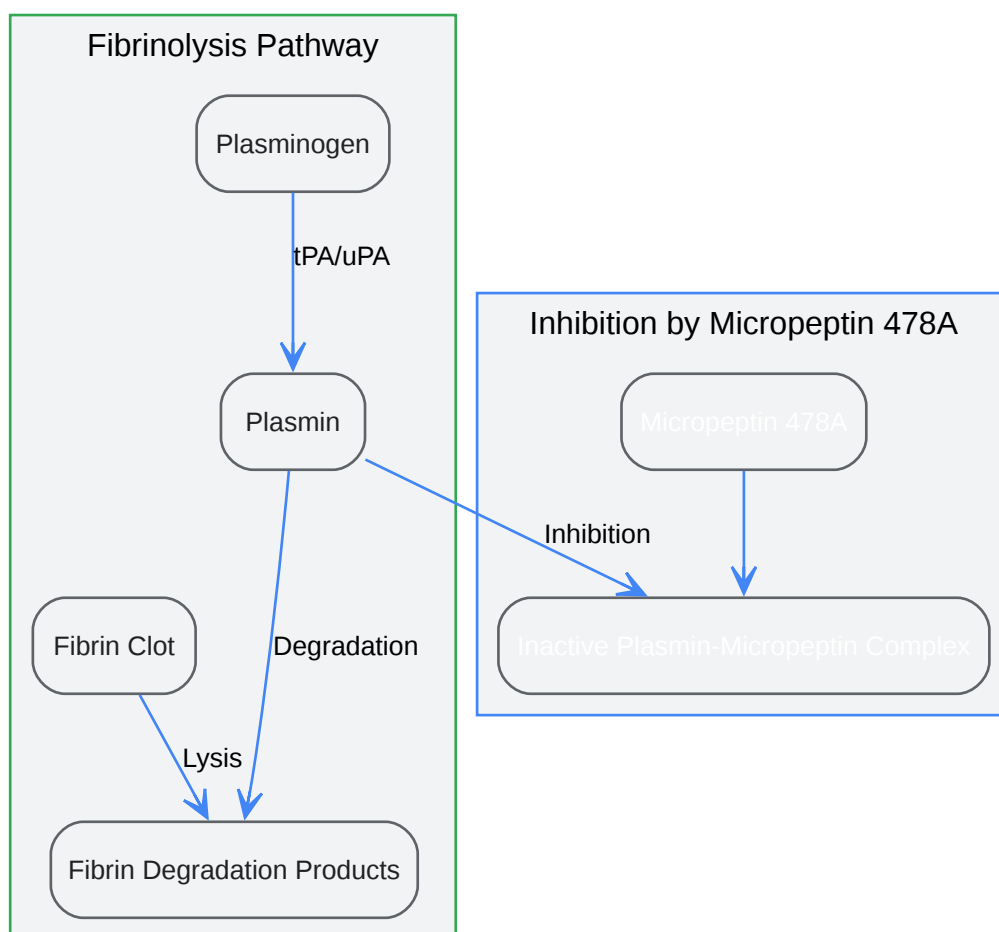 Fibrinolysis Pathway
Plasminogen
tPA/uPA
Plasmin
Fibrin Clot
Degradation
Lysis
Fibrin Degradation Products
Inhibition by Micropeptin 478A
Micropeptin 478A
Inhibition
Inactive Plasmin-Micropeptin Complex